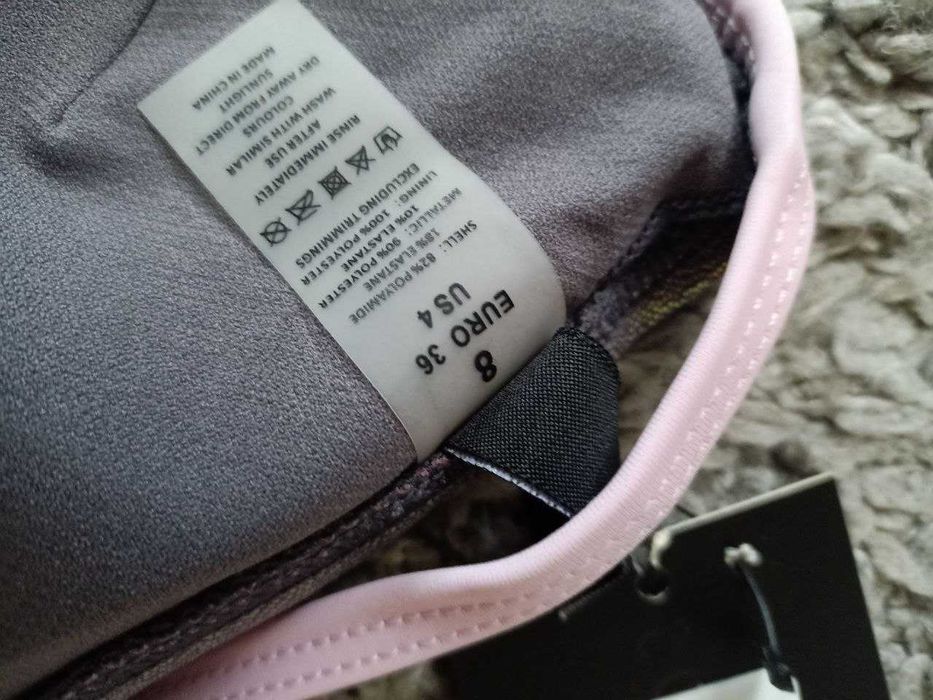 8
EURO 36
US 4
SHELL: 82% POLYAMIDE
18% ELASTANE
METALLIC: 90% POLYESTER
10% ELASTANE
LINING: 100% POLYESTER
EXCLUDING TRIMMINGS
RINSE IMMEDIATELY
AFTER USE
WASH WITH SIMILAR
COLOURS
DRY AWAY FROM DIRECT
SUNLIGHT
MADE IN CHINA